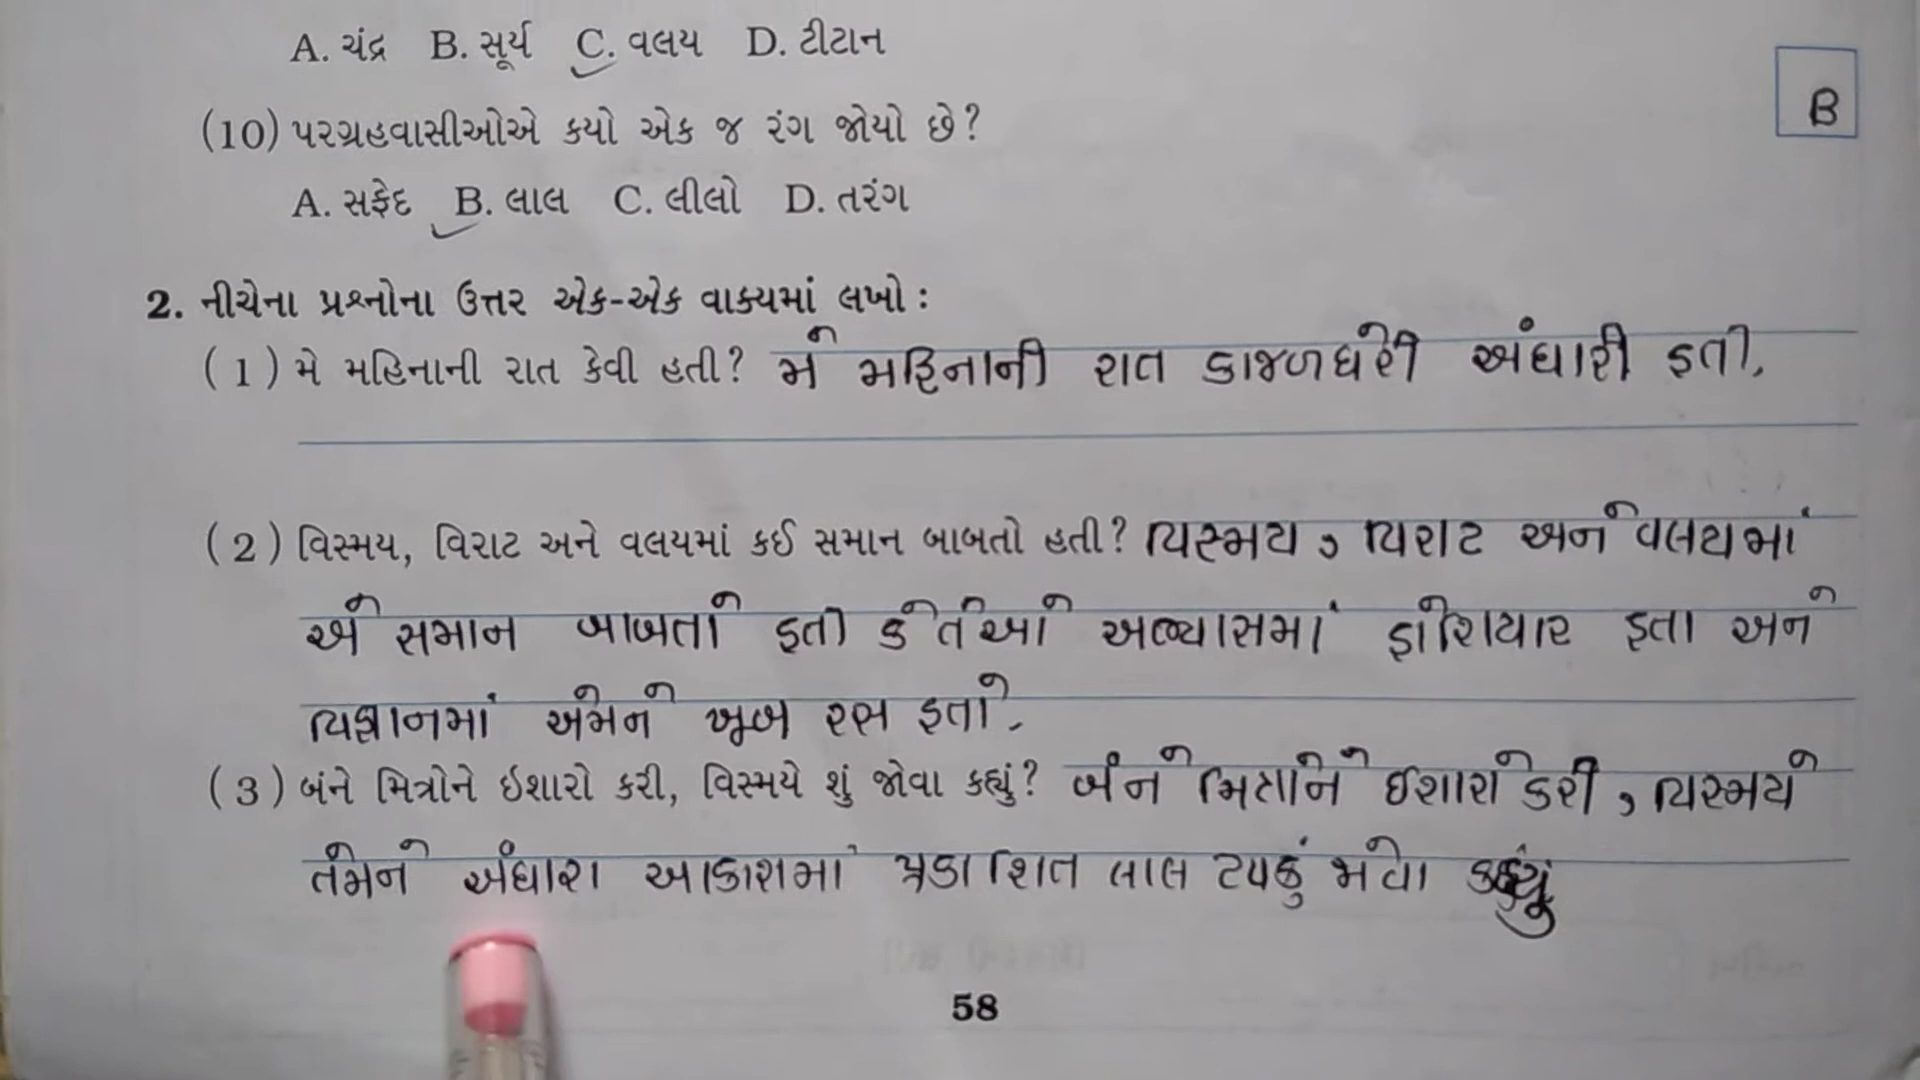 A. ચંદ્ર B. સૂર્ય C. વલય D. ટીટાન
B
(10) પરગ્રહવાસીઓએ કયો એક જ રંગ જોયો છે?
A. સફેદ B. લાલ C. લીલો D. તરંગ
2. નીચેના પ્રશ્નોના ઉત્તર એક-એક વાક્યમાં લખો :
(1) મે મહિનાની રાત કેવી હતી? મે મહિનાની રાત કાજળઘેરી અંધારી હતી.
(2) વિસ્મય, વિરાટ અને વલયમાં કઈ સમાન બાબતો હતી? વિસ્મય, વિરાટ અને વલયમાં
એ સમાન બાબતો હતી કે તેઓ અભ્યાસમાં હોશિયાર હતા અને
વિજ્ઞાનમાં એમને ખૂબ રસ હતો.
(3) બંને મિત્રોને ઈશારો કરી, વિસ્મયે શું જોવા કહ્યું? બંને મિત્રોને ઈશારો કરી, વિસ્મયે
તેમને અંધારા આકાશમાં પ્રકાશિત લાલ ટપકું જોવા કહ્યું
58